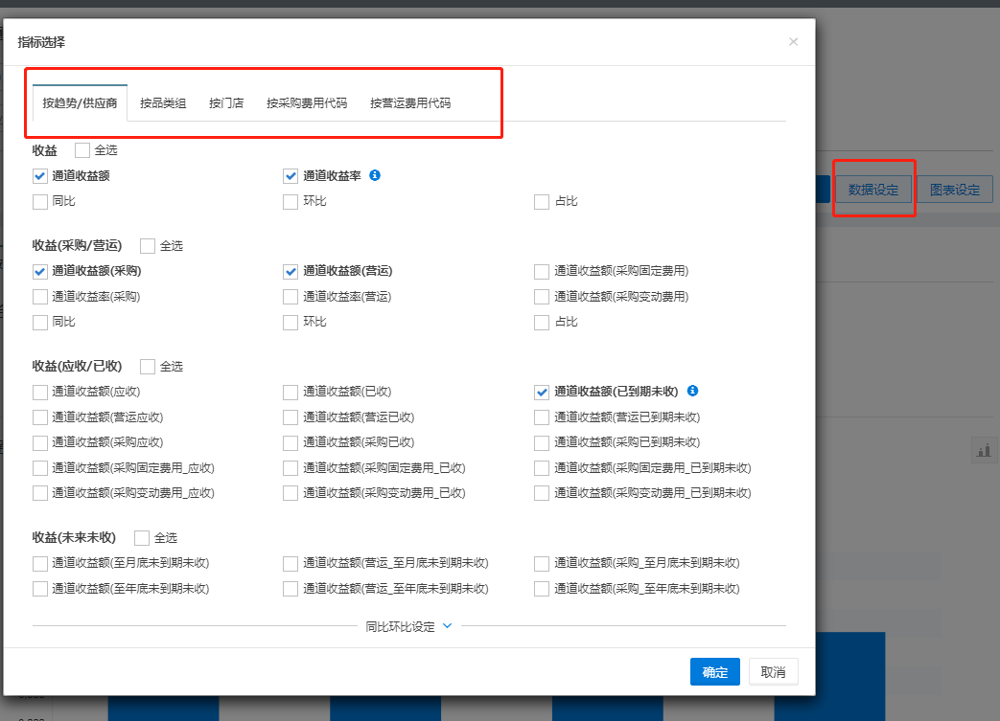 指标选择
按趋势/供应商 按品类组 按门店 按采购费用代码 按营运费用代码
收益 全选
通道收益额 通道收益率
同比 环比 占比
数据设定 图表设定
收益(采购/营运) 全选
通道收益额(采购) 通道收益额(营运) 通道收益额(采购固定费用)
通道收益率(采购) 通道收益率(营运) 通道收益额(采购变动费用)
同比 环比 占比
收益(应收/已收) 全选
通道收益额(应收) 通道收益额(已收) 通道收益额(已到期未收)
通道收益额(营运应收) 通道收益额(营运已收) 通道收益额(营运已到期未收)
通道收益额(采购应收) 通道收益额(采购已收) 通道收益额(采购已到期未收)
通道收益额(采购固定费用_应收) 通道收益额(采购固定费用_已收) 通道收益额(采购固定费用_已到期未收)
通道收益额(采购变动费用_应收) 通道收益额(采购变动费用_已收) 通道收益额(采购变动费用_已到期未收)
收益(未来未收) 全选
通道收益额(至月底未到期未收) 通道收益额(营运_至月底未到期未收) 通道收益额(采购_至月底未到期未收)
通道收益额(至年底未到期未收) 通道收益额(营运_至年底未到期未收) 通道收益额(采购_至年底未到期未收)
同比环比设定
确定 取消